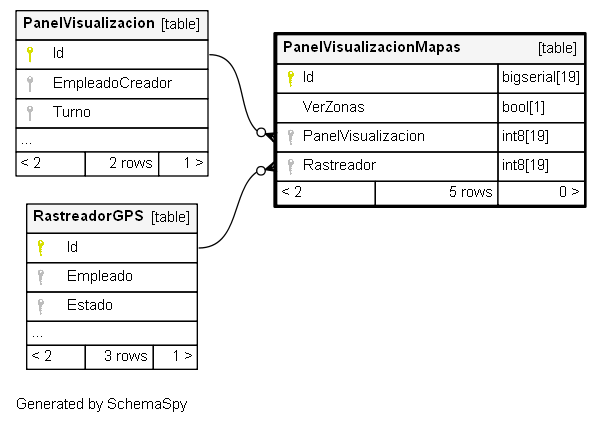 PanelVisualizacion [table]
Id
EmpleadoCreador
Turno
...
< 2 2 rows 1 >
PanelVisualizacionMapas [table]
Id bigserial[19]
VerZonas bool[1]
PanelVisualizacion int8[19]
Rastreador int8[19]
< 2 5 rows 0 >
RastreadorGPS [table]
Id
Empleado
Estado
...
< 2 3 rows 1 >
Generated by SchemaSpy